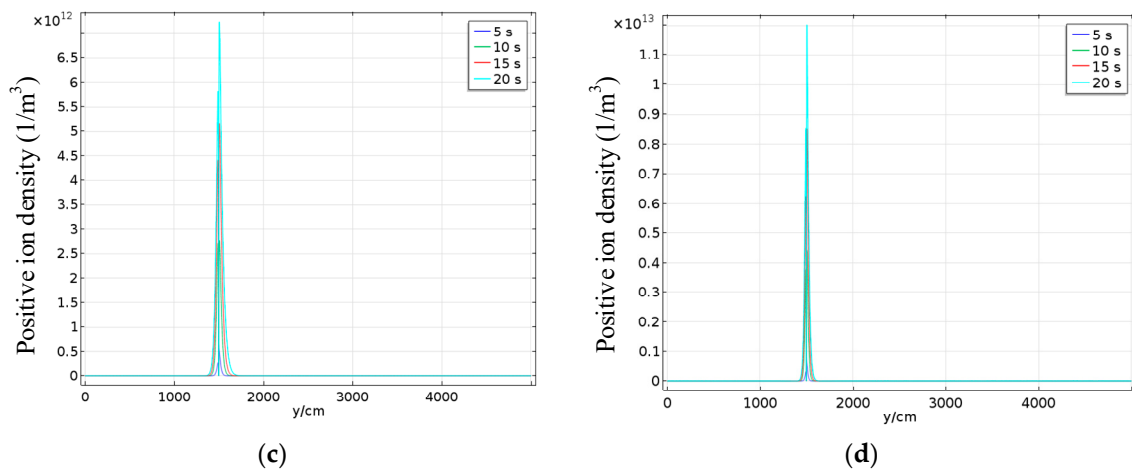 ×10¹²
7.5
6.5
5.5
5
4.5
3.5
3
2.5
2
1.5
1
0.5
0
Positive ion density (1/m³)
5 s
10 s
15 s
20 s
0
1000
2000
3000
4000
y/cm
(c)
×10¹³
1.1
1
0.9
0.8
0.7
0.6
0.5
0.4
0.3
0.2
0.1
0
Positive ion density (1/m³)
5 s
10 s
15 s
20 s
0
1000
2000
3000
4000
y/cm
(d)